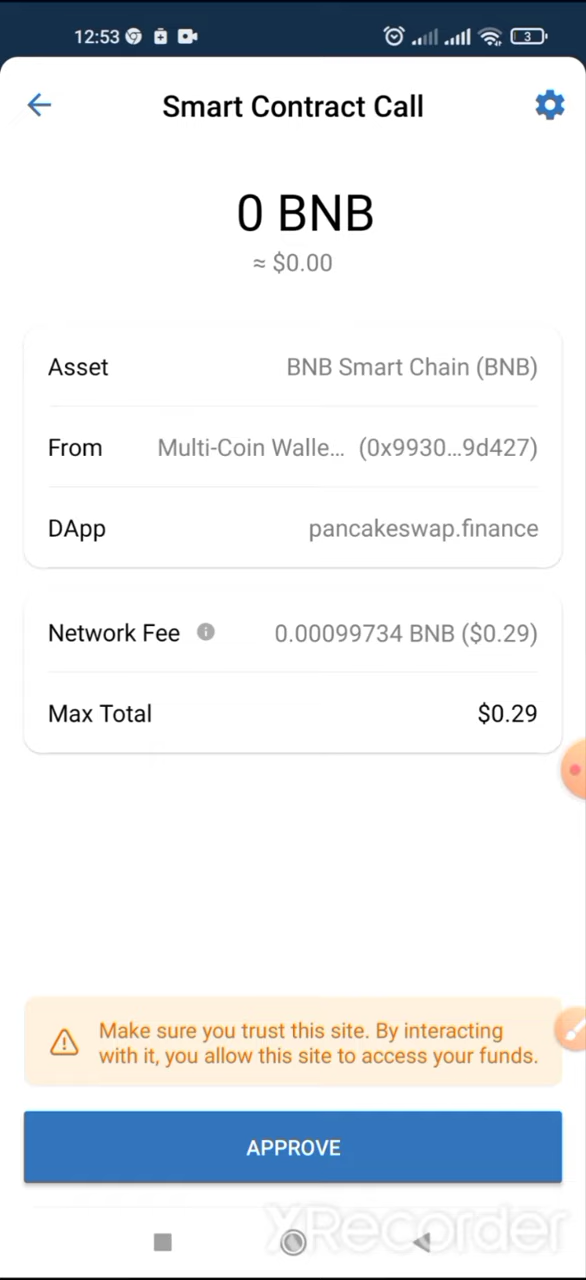 12:53
3
Smart Contract Call
0 BNB
≈ $0.00
Asset BNB Smart Chain (BNB)
From Multi-Coin Walle... (0x9930...9d427)
DApp pancakeswap.finance
Network Fee 0.00099734 BNB ($0.29)
Max Total $0.29
Make sure you trust this site. By interacting
with it, you allow this site to access your funds.
APPROVE
XRecorder